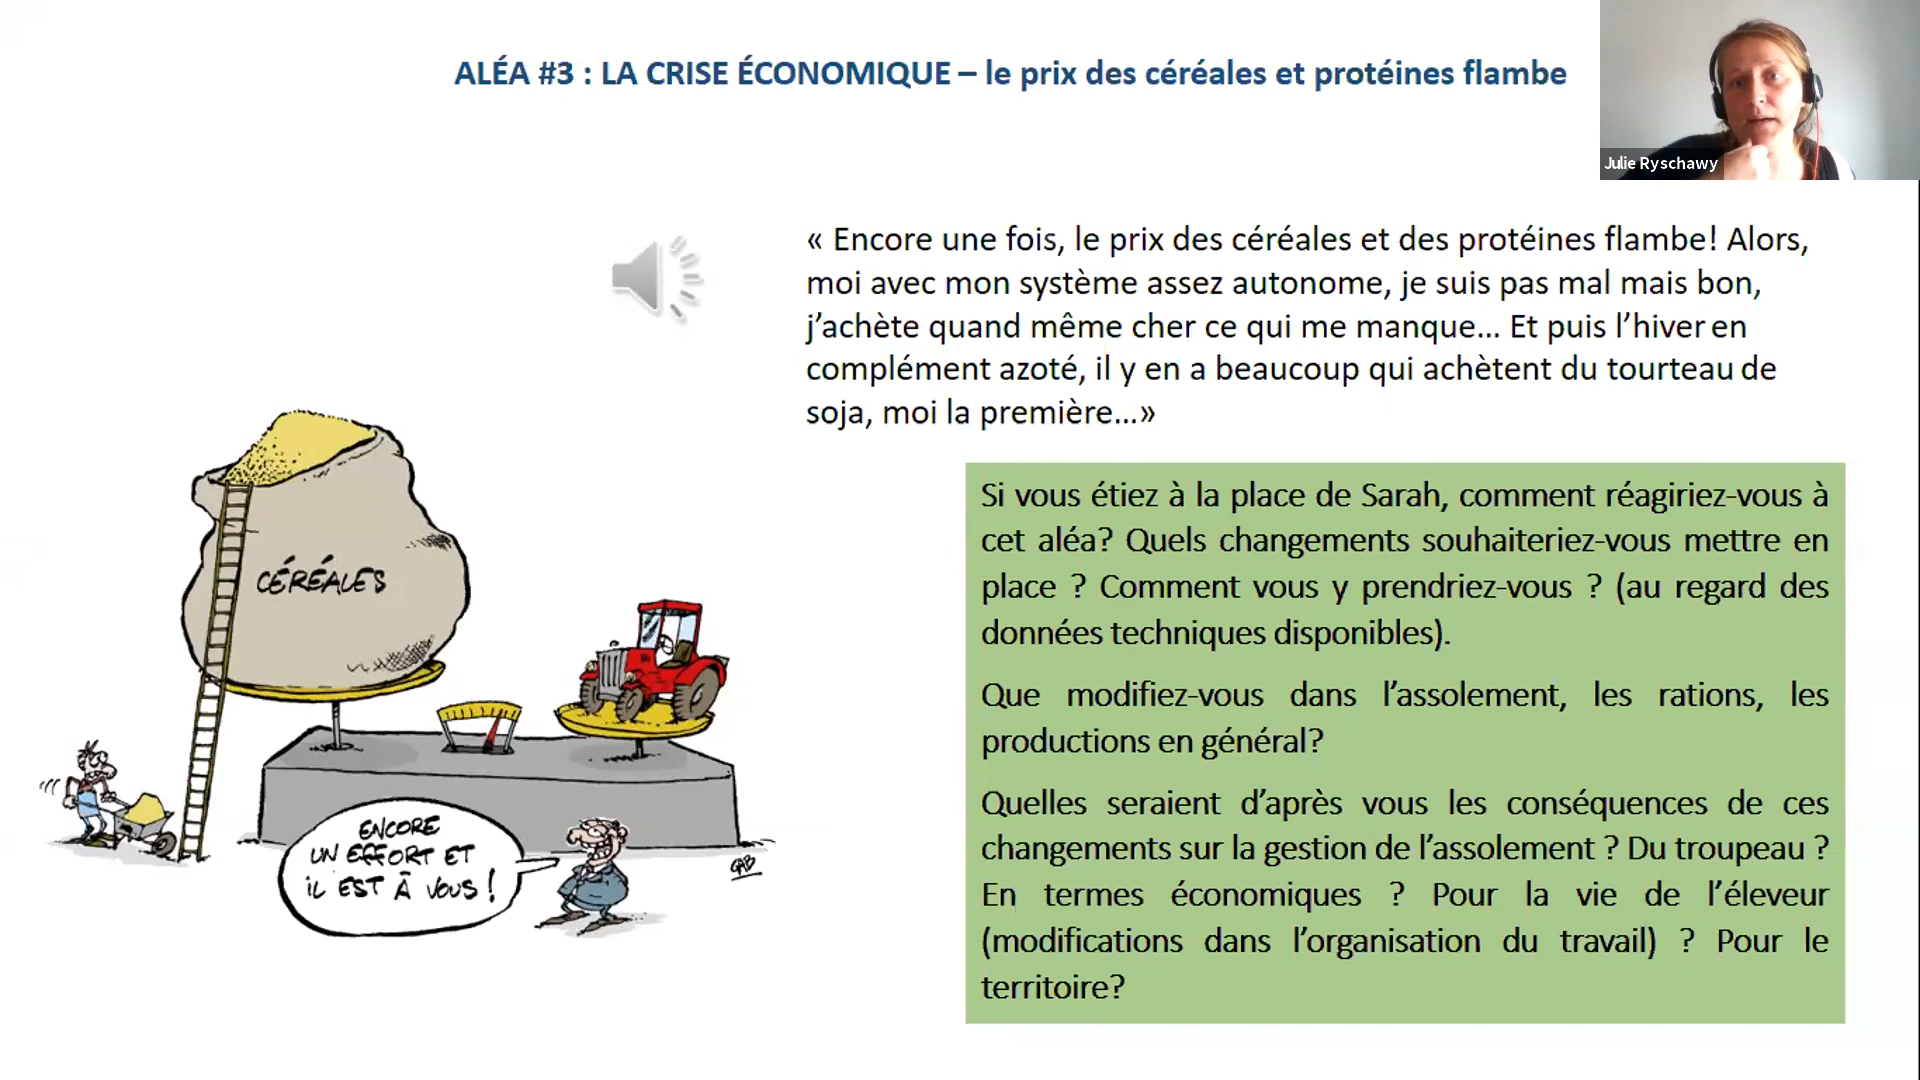 ALÉA #3 : LA CRISE ÉCONOMIQUE – le prix des céréales et protéines flambe
Julie Ryschawy
« Encore une fois, le prix des céréales et des protéines flambe! Alors,
moi avec mon système assez autonome, je suis pas mal mais bon,
j’achète quand même cher ce qui me manque… Et puis l’hiver en
complément azoté, il y en a beaucoup qui achètent du tourteau de
soja, moi la première…»
CÉRÉALES
ENCORE
UN EFFORT ET
IL EST À VOUS !
GAB
Si vous étiez à la place de Sarah, comment réagiriez-vous à
cet aléa? Quels changements souhaiteriez-vous mettre en
place ? Comment vous y prendriez-vous ? (au regard des
données techniques disponibles).
Que modifiez-vous dans l’assolement, les rations, les
productions en général?
Quelles seraient d’après vous les conséquences de ces
changements sur la gestion de l’assolement ? Du troupeau ?
En termes économiques ? Pour la vie de l’éleveur
(modifications dans l’organisation du travail) ? Pour le
territoire?